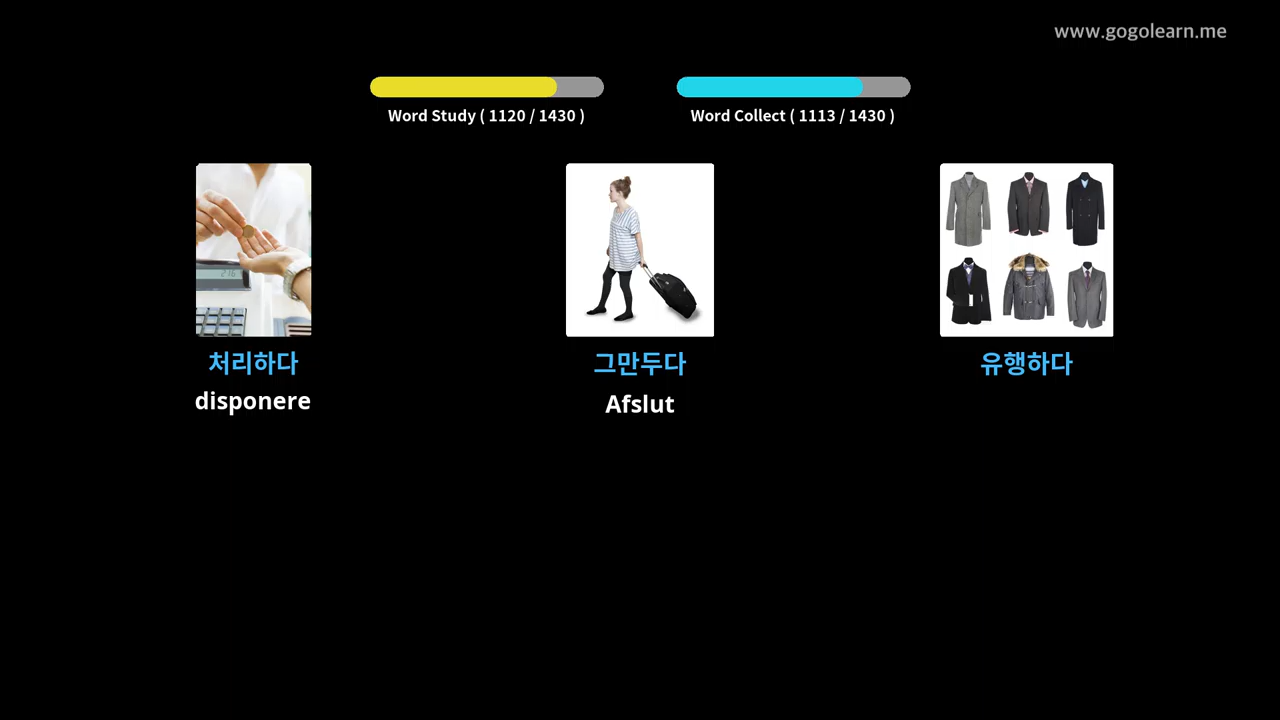 www.gogolearn.me
Word Study ( 1120 / 1430 )
Word Collect ( 1113 / 1430 )
처리하다
disponere
그만두다
Afslut
유행하다